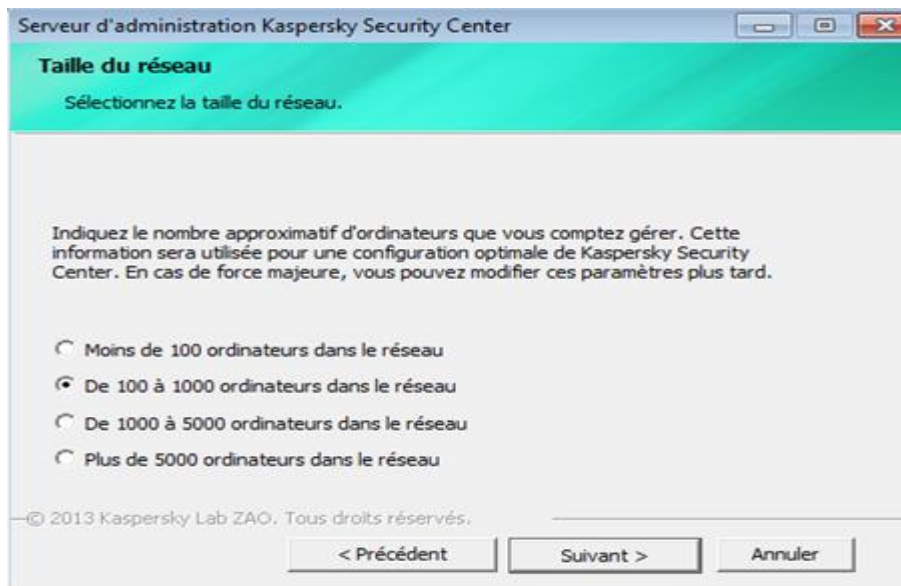 Serveur d'administration Kaspersky Security Center
Taille du réseau
Sélectionnez la taille du réseau.
Indiquez le nombre approximatif d'ordinateurs que vous comptez gérer. Cette
information sera utilisée pour une configuration optimale de Kaspersky Security
Center. En cas de force majeure, vous pouvez modifier ces paramètres plus tard.
Moins de 100 ordinateurs dans le réseau
De 100 à 1000 ordinateurs dans le réseau
De 1000 à 5000 ordinateurs dans le réseau
Plus de 5000 ordinateurs dans le réseau
© 2013 Kaspersky Lab ZAO. Tous droits réservés.
< Précédent Suivant > Annuler